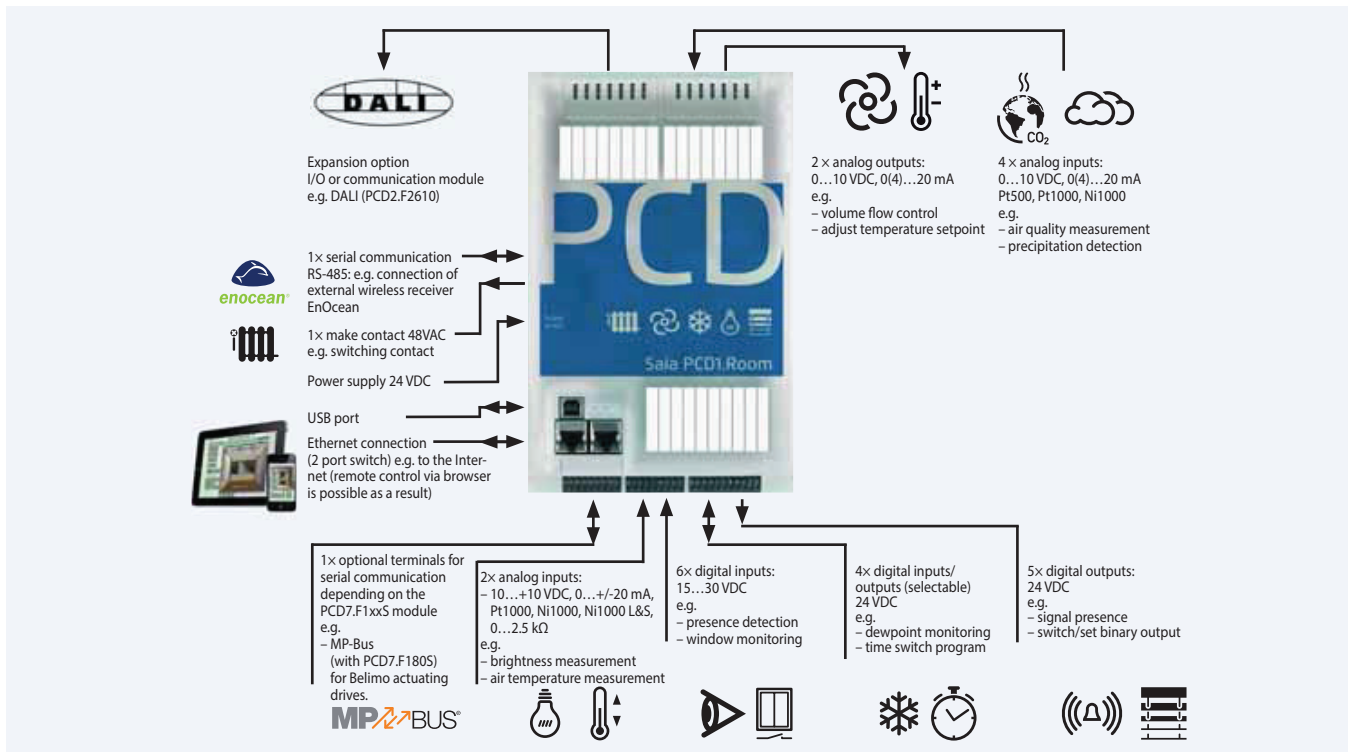 DALI
Expansion option
I/O or communication module
e.g. DALI (PCD2.F2610)
2 × analog outputs:
0…10 VDC, 0(4)…20 mA
e.g.
– volume flow control
– adjust temperature setpoint
CO2
4 × analog inputs:
0…10 VDC, 0(4)…20 mA
Pt500, Pt1000, Ni1000
e.g.
– air quality measurement
– precipitation detection
enocean®
1× serial communication
RS-485: e.g. connection of
external wireless receiver
EnOcean
1× make contact 48VAC
e.g. switching contact
Power supply 24 VDC
USB port
Ethernet connection
(2 port switch) e.g. to the Inter-
net (remote control via browser
is possible as a result)
PCD
Saia PCD1.Room
1× optional terminals for
serial communication
depending on the
PCD7.F1xxS module
e.g.
– MP-Bus
(with PCD7.F180S)
for Belimo actuating
drives.
MP BUS®
2× analog inputs:
– 10…+10 VDC, 0…+/-20 mA,
Pt1000, Ni1000, Ni1000 L&S,
0…2.5 kΩ
e.g.
– brightness measurement
– air temperature measurement
6× digital inputs:
15…30 VDC
e.g.
– presence detection
– window monitoring
4× digital inputs/
outputs (selectable)
24 VDC
e.g.
– dewpoint monitoring
– time switch program
5× digital outputs:
24 VDC
e.g.
– signal presence
– switch/set binary output